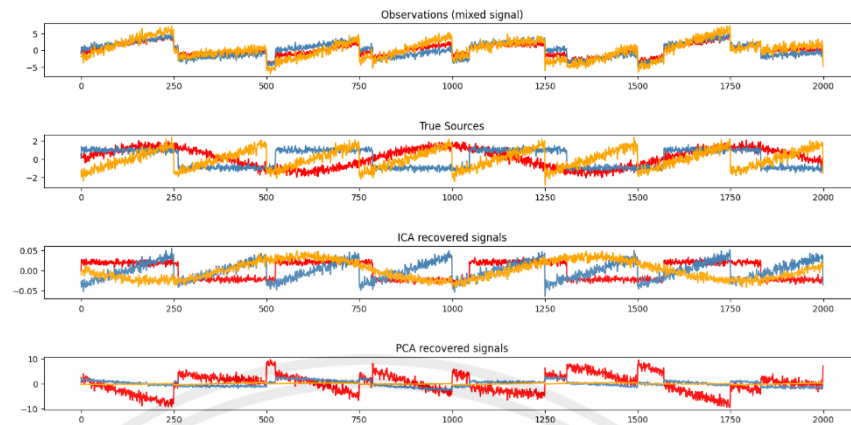 Observations (mixed signal)
5
0
−5
0 250 500 750 1000 1250 1500 1750 2000
True Sources
2
0
−2
0 250 500 750 1000 1250 1500 1750 2000
ICA recovered signals
0.05
0.00
−0.05
0 250 500 750 1000 1250 1500 1750 2000
PCA recovered signals
10
0
−10
0 250 500 750 1000 1250 1500 1750 2000